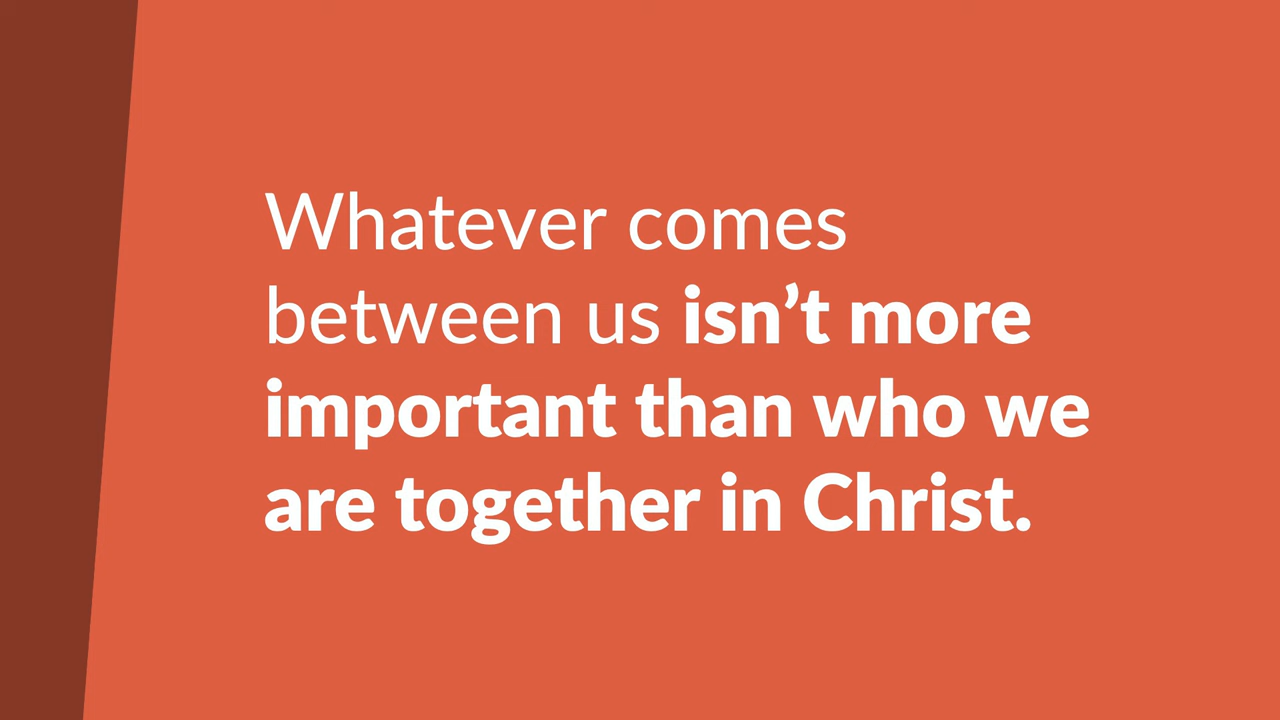 Whatever comes
between us isn’t more
important than who we
are together in Christ.